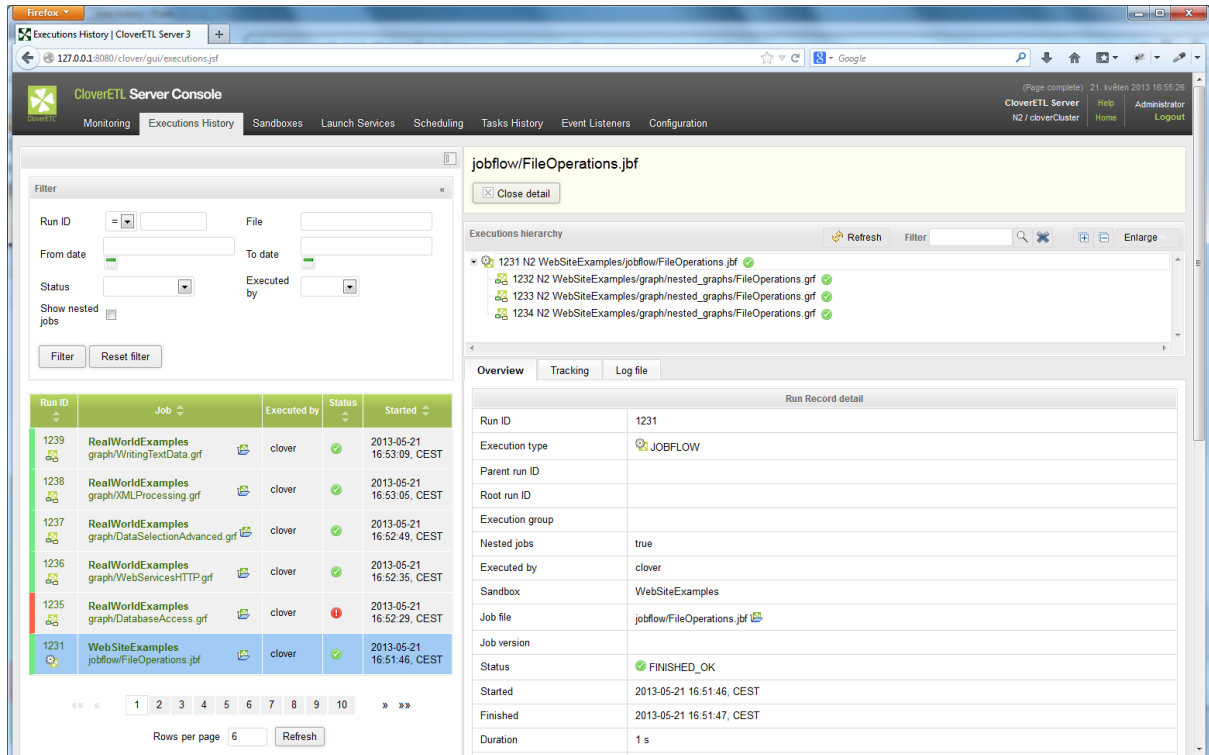 Firefox
Executions History | CloverETL Server 3
+
127.0.0.1:8080/clover/gui/executions.jsf
Google
CloverETL Server Console
CloverETL
(Page complete) 21. květen 2013 16:55:26
CloverETL Server Help Administrator
N2 / cloverCluster Home Logout
Monitoring Executions History Sandboxes Launch Services Scheduling Tasks History Event Listeners Configuration
Filter «
Run ID = File
From date To date
Status Executed by
Show nested jobs
Filter Reset filter
Run ID Job Executed by Status Started
1239 RealWorldExamples graph/WritingTextData.grf clover 2013-05-21 16:53:09, CEST
1238 RealWorldExamples graph/XMLProcessing.grf clover 2013-05-21 16:53:05, CEST
1237 RealWorldExamples graph/DataSelectionAdvanced.grf clover 2013-05-21 16:52:49, CEST
1236 RealWorldExamples graph/WebServicesHTTP.grf clover 2013-05-21 16:52:35, CEST
1235 RealWorldExamples graph/DatabaseAccess.grf clover 2013-05-21 16:52:29, CEST
1231 WebSiteExamples jobflow/FileOperations.jbf clover 2013-05-21 16:51:46, CEST
«« « 1 2 3 4 5 6 7 8 9 10 » »»
Rows per page 6 Refresh
jobflow/FileOperations.jbf
Close detail
Executions hierarchy Refresh Filter Enlarge
1231 N2 WebSiteExamples/jobflow/FileOperations.jbf
1232 N2 WebSiteExamples/graph/nested_graphs/FileOperations.grf
1233 N2 WebSiteExamples/graph/nested_graphs/FileOperations.grf
1234 N2 WebSiteExamples/graph/nested_graphs/FileOperations.grf
Overview Tracking Log file
Run Record detail
Run ID 1231
Execution type JOBFLOW
Parent run ID
Root run ID
Execution group
Nested jobs true
Executed by clover
Sandbox WebSiteExamples
Job file jobflow/FileOperations.jbf
Job version
Status FINISHED_OK
Started 2013-05-21 16:51:46, CEST
Finished 2013-05-21 16:51:47, CEST
Duration 1 s